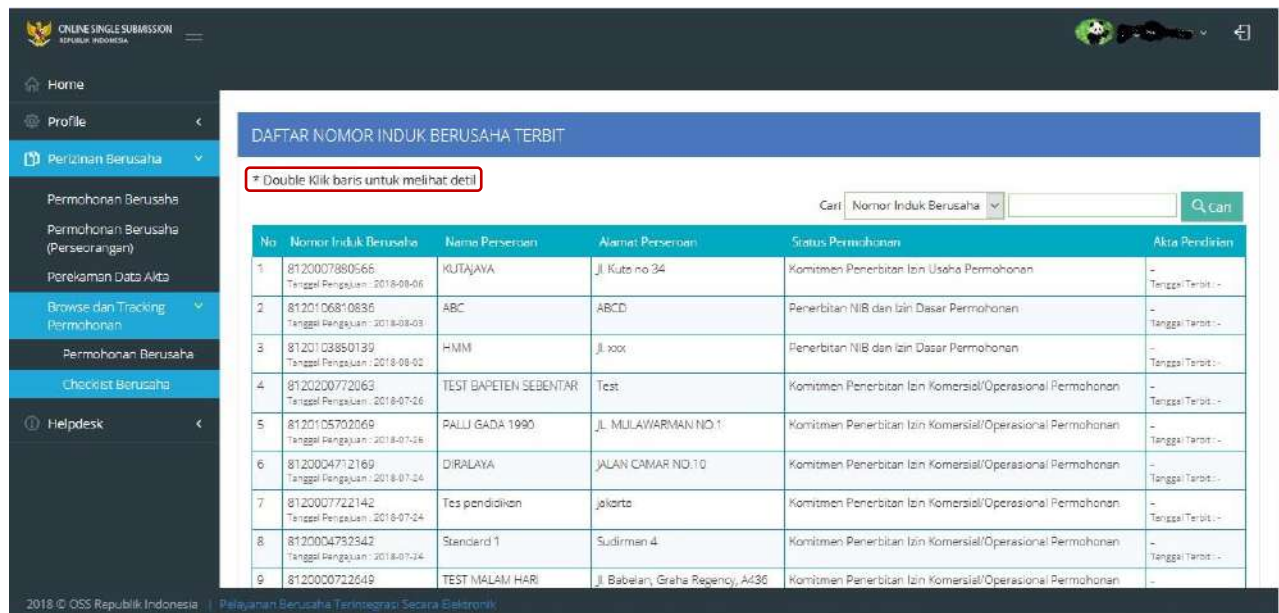 ONLINE SINGLE SUBMISSION
REPUBLIK INDONESIA
Home
Profile
Perizinan Berusaha
Permohonan Berusaha
Permohonan Berusaha
(Perseorangan)
Perekaman Data Akta
Browse dan Tracking
Permohonan
Permohonan Berusaha
Checklist Berusaha
Helpdesk
DAFTAR NOMOR INDUK BERUSAHA TERBIT
* Double Klik baris untuk melihat detil
Cari Nomor Induk Berusaha Cari
No Nomor Induk Berusaha Nama Perseroan Alamat Perseroan Status Permohonan Akta Pendirian
1 8120007880566 KUTAJAYA Jl. Kuta no 34 Komitmen Penerbitan Izin Usaha Permohonan -
Tanggal Pengajuan : 2018-08-06 Tanggal Terbit : -
2 8120106810836 ABC ABCD Penerbitan NIB dan Izin Dasar Permohonan -
Tanggal Pengajuan : 2018-08-03 Tanggal Terbit : -
3 8120103850139 HMM Jl. xxx Penerbitan NIB dan Izin Dasar Permohonan -
Tanggal Pengajuan : 2018-08-02 Tanggal Terbit : -
4 8120200772063 TEST BAPETEN SEBENTAR Test Komitmen Penerbitan Izin Komersial/Operasional Permohonan -
Tanggal Pengajuan : 2018-07-26 Tanggal Terbit : -
5 8120105702069 PALU GADA 1990 JL. MULAWARMAN NO.1 Komitmen Penerbitan Izin Komersial/Operasional Permohonan -
Tanggal Pengajuan : 2018-07-26 Tanggal Terbit : -
6 8120004712169 DIRALAYA JALAN CAMAR NO.10 Komitmen Penerbitan Izin Komersial/Operasional Permohonan -
Tanggal Pengajuan : 2018-07-24 Tanggal Terbit : -
7 8120007722142 Tes pendidikan jakarta Komitmen Penerbitan Izin Komersial/Operasional Permohonan -
Tanggal Pengajuan : 2018-07-24 Tanggal Terbit : -
8 8120004732342 Standard 1 Sudirman 4 Komitmen Penerbitan Izin Komersial/Operasional Permohonan -
Tanggal Pengajuan : 2018-07-24 Tanggal Terbit : -
9 8120000722649 TEST MALAM HARI Jl. Babelan, Graha Regency, A436 Komitmen Penerbitan Izin Komersial/Operasional Permohonan -
2018 © OSS Republik Indonesia | Pelayanan Berusaha Terintegrasi Secara Elektronik